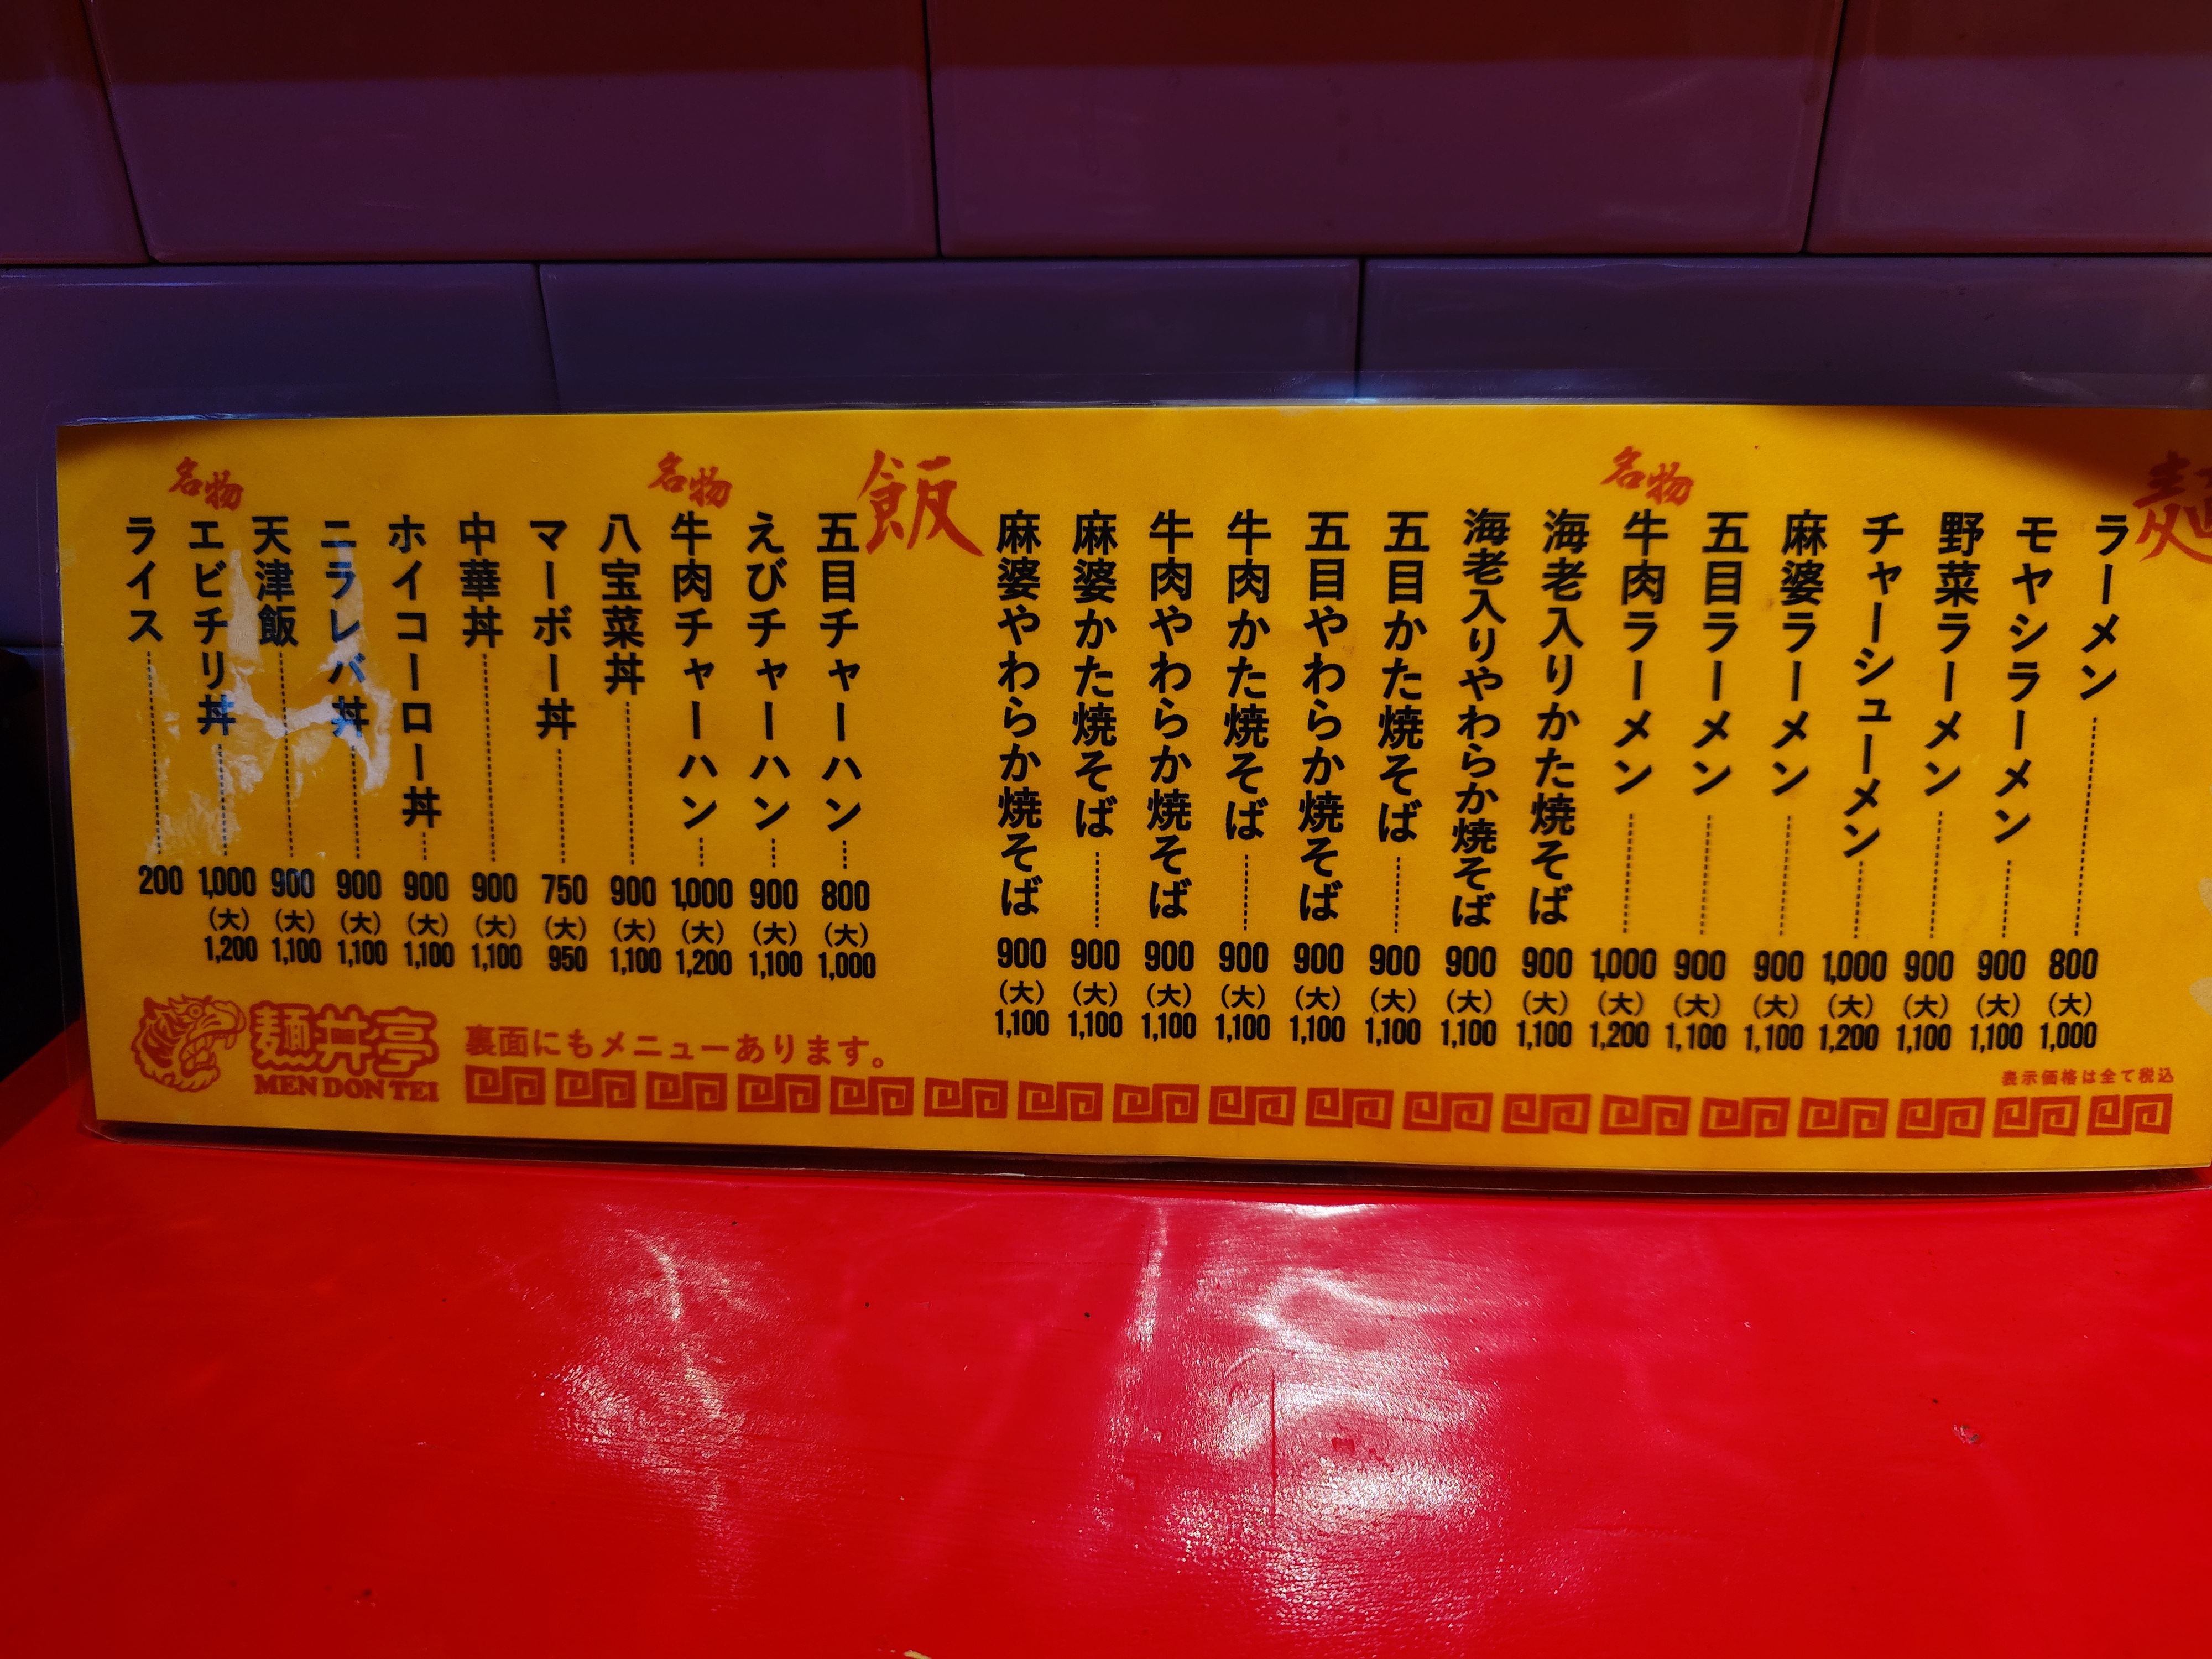 麺
ラーメン 800 (大) 1,000
モヤシラーメン 900 (大) 1,100
野菜ラーメン 900 (大) 1,100
チャーシューメン 1,000 (大) 1,200
麻婆ラーメン 900 (大) 1,100
五目ラーメン 900 (大) 1,100
名物
牛肉ラーメン 1,000 (大) 1,200
海老入りかた焼そば 900 (大) 1,100
海老入りやわらか焼そば 900 (大) 1,100
五目かた焼そば 900 (大) 1,100
五目やわらか焼そば 900 (大) 1,100
牛肉かた焼そば 900 (大) 1,100
牛肉やわらか焼そば 900 (大) 1,100
麻婆かた焼そば 900 (大) 1,100
麻婆やわらか焼そば 900 (大) 1,100
飯
五目チャーハン 800 (大) 1,000
えびチャーハン 900 (大) 1,100
名物
牛肉チャーハン 1,000 (大) 1,200
八宝菜丼 900 (大) 1,100
マーボー丼 750 (大) 950
中華丼 900 (大) 1,100
ホイコーロー丼 900 (大) 1,100
ニラレバ丼 900 (大) 1,100
天津飯 900 (大) 1,100
名物
エビチリ丼 1,000 (大) 1,200
ライス 200
表示価格は全て税込
裏面にもメニューあります。
麺丼亭
MEN DON TEI